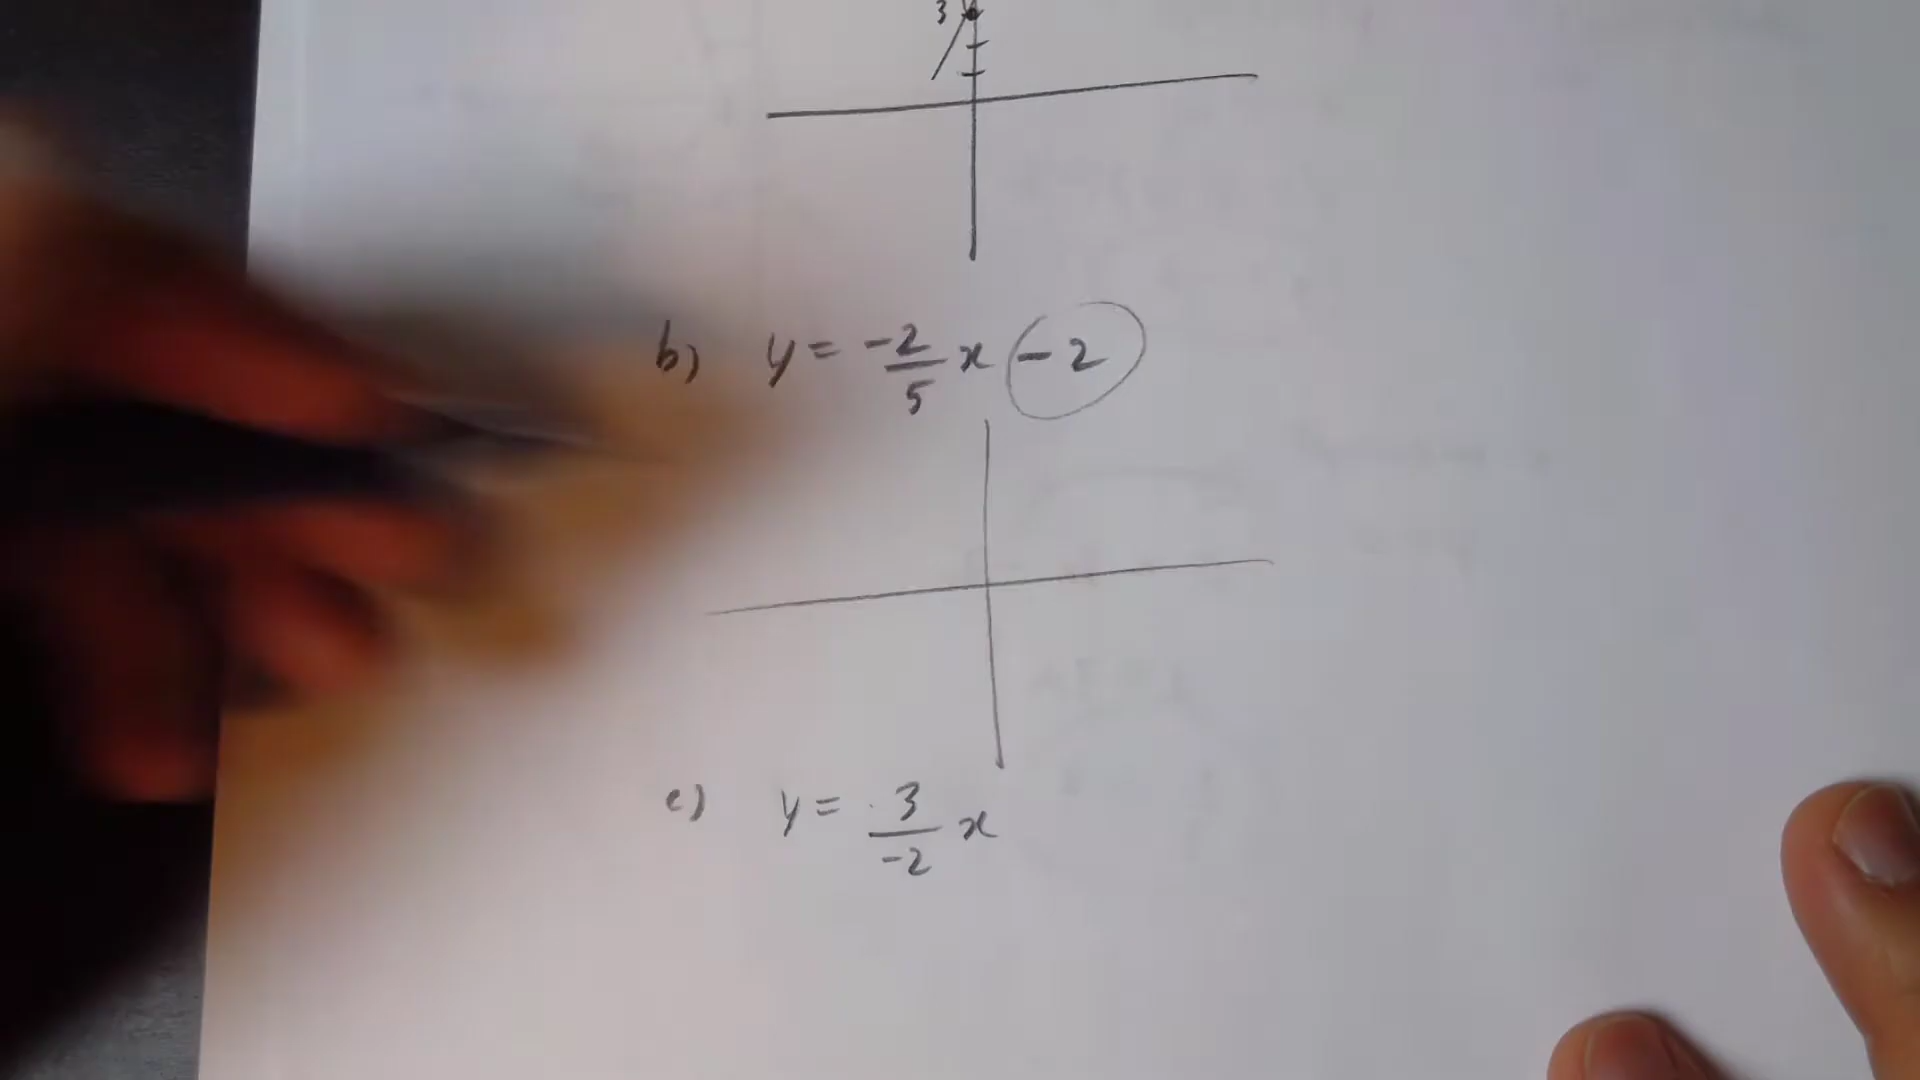 3
b) y = -2/5 x - 2
c) y = 3/-2 x